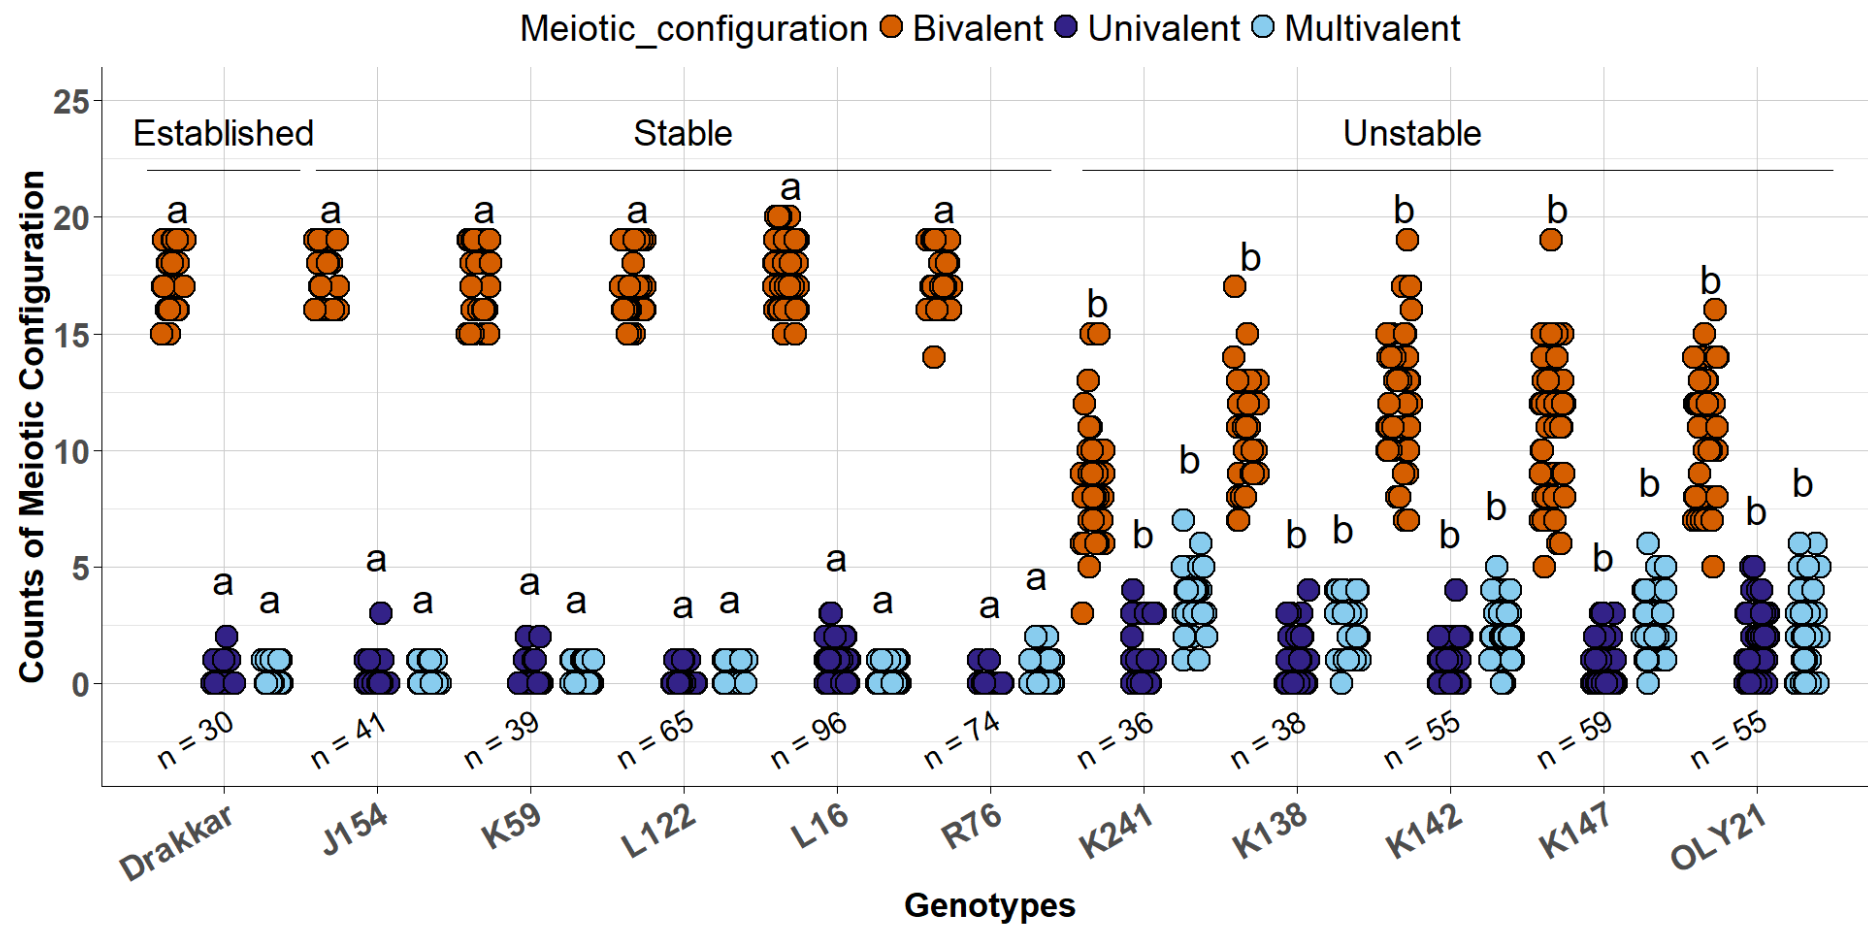 Meiotic_configuration Bivalent Univalent Multivalent
Counts of Meiotic Configuration
25
20
15
10
5
0
Established Stable Unstable
a a a a a a b b b b b
a a a a a a a a a a a a b b b b b b b b b b
n = 30 n = 41 n = 39 n = 65 n = 96 n = 74 n = 36 n = 38 n = 55 n = 59 n = 55
Drakkar J154 K59 L122 L16 R76 K241 K138 K142 K147 OLY21
Genotypes